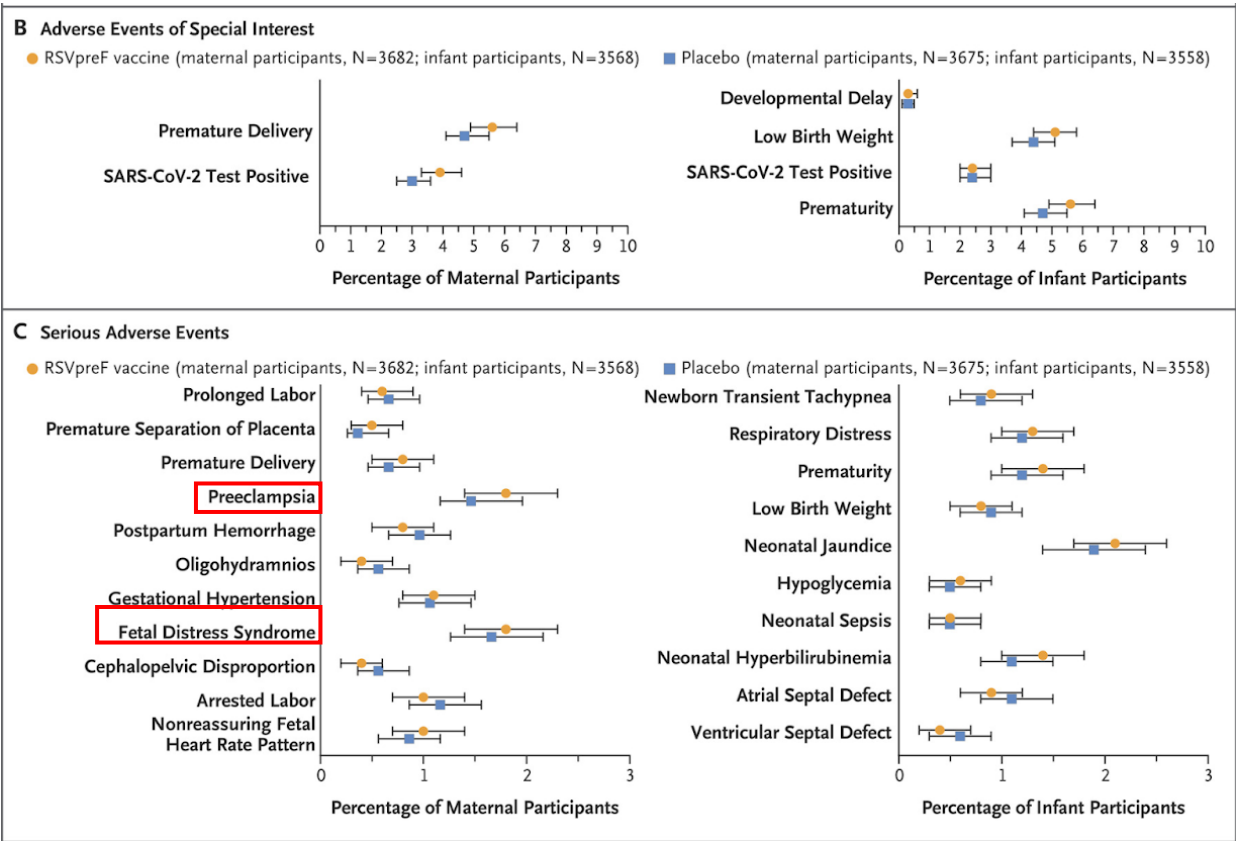 B Adverse Events of Special Interest
RSVpreF vaccine (maternal participants, N=3682; infant participants, N=3568)
Placebo (maternal participants, N=3675; infant participants, N=3558)
Premature Delivery
SARS-CoV-2 Test Positive
0 1 2 3 4 5 6 7 8 9 10
Percentage of Maternal Participants
Developmental Delay
Low Birth Weight
SARS-CoV-2 Test Positive
Prematurity
0 1 2 3 4 5 6 7 8 9 10
Percentage of Infant Participants
C Serious Adverse Events
RSVpreF vaccine (maternal participants, N=3682; infant participants, N=3568)
Placebo (maternal participants, N=3675; infant participants, N=3558)
Prolonged Labor
Premature Separation of Placenta
Premature Delivery
Preeclampsia
Postpartum Hemorrhage
Oligohydramnios
Gestational Hypertension
Fetal Distress Syndrome
Cephalopelvic Disproportion
Arrested Labor
Nonreassuring Fetal
Heart Rate Pattern
0 1 2 3
Percentage of Maternal Participants
Newborn Transient Tachypnea
Respiratory Distress
Prematurity
Low Birth Weight
Neonatal Jaundice
Hypoglycemia
Neonatal Sepsis
Neonatal Hyperbilirubinemia
Atrial Septal Defect
Ventricular Septal Defect
0 1 2 3
Percentage of Infant Participants